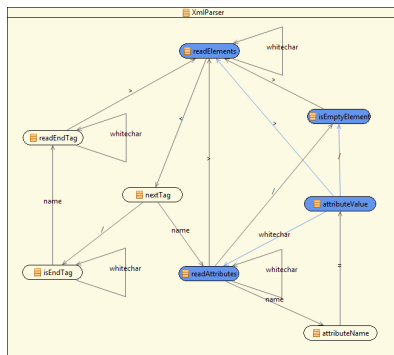 XmlParser
whitechar
readElements
>
>
<
>
isEmptyElement
whitechar
readEndTag
>
/
>
nextTag
/
attributeValue
name
name
whitechar
/
=
whitechar
isEndTag
readAttributes
whitechar
name
attributeName